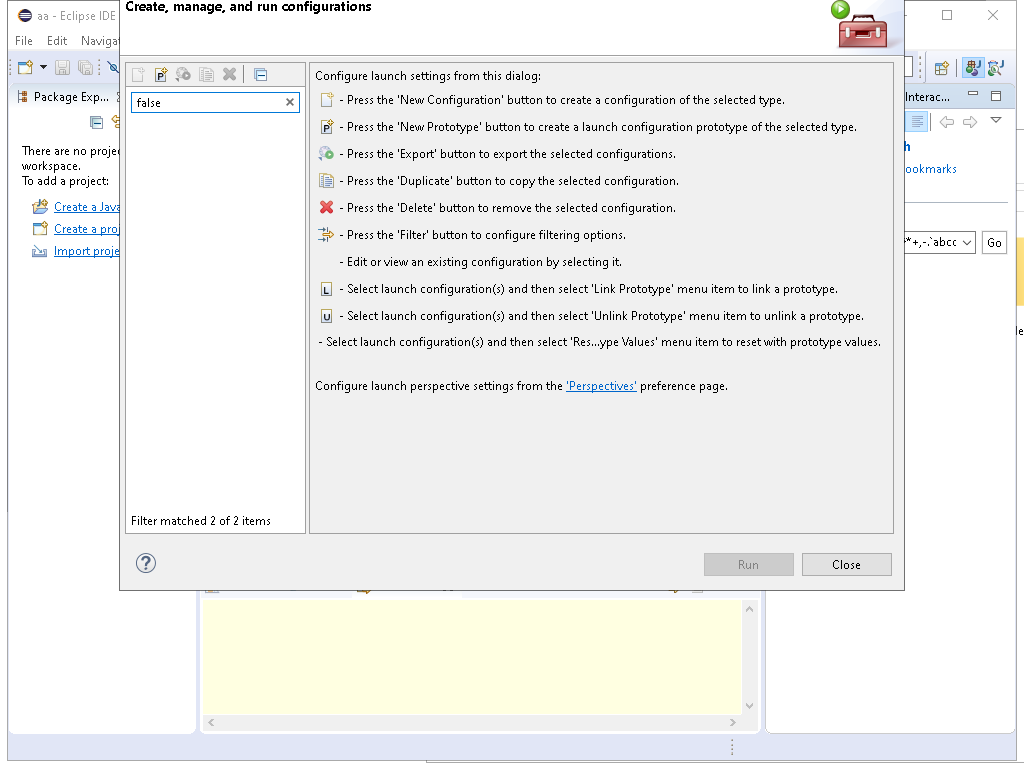 Create, manage, and run configurations
aa - Eclipse IDE
File Edit Navigat
Package Exp...
Interac...
Configure launch settings from this dialog:
false
- Press the 'New Configuration' button to create a configuration of the selected type.
- Press the 'New Prototype' button to create a launch configuration prototype of the selected type.
- Press the 'Export' button to export the selected configurations.
- Press the 'Duplicate' button to copy the selected configuration.
- Press the 'Delete' button to remove the selected configuration.
- Press the 'Filter' button to configure filtering options.
- Edit or view an existing configuration by selecting it.
L - Select launch configuration(s) and then select 'Link Prototype' menu item to link a prototype.
U - Select launch configuration(s) and then select 'Unlink Prototype' menu item to unlink a prototype.
- Select launch configuration(s) and then select 'Res...ype Values' menu item to reset with prototype values.
Configure launch perspective settings from the 'Perspectives' preference page.
There are no projec
workspace.
To add a project:
Create a Java
Create a proj
Import proje
ookmarks
*+,-.`abcc
Go
Filter matched 2 of 2 items
Run
Close